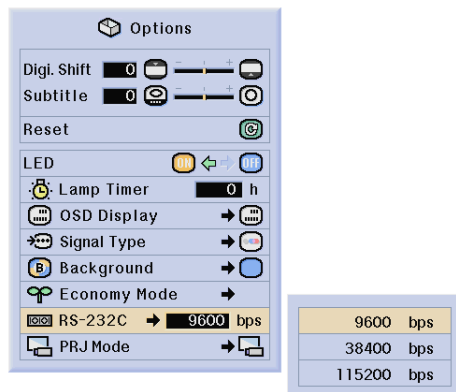 Options
Digi. Shift 0 - +
Subtitle 0 - +
Reset
LED ON OFF
Lamp Timer 0 h
OSD Display
Signal Type
B Background
Economy Mode
RS-232C 9600 bps
PRJ Mode
9600 bps
38400 bps
115200 bps